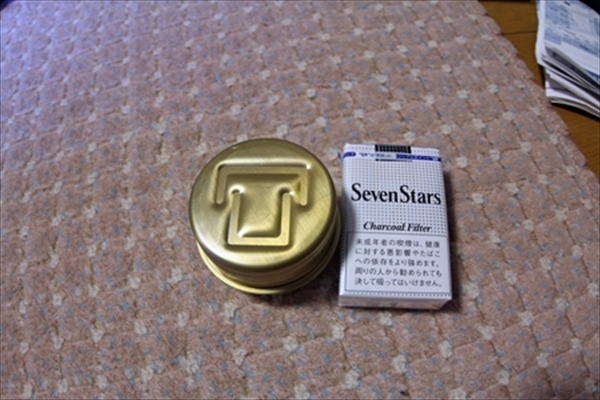 T
SevenStars
Charcoal Filter
未成年者の喫煙は、健康
に対する悪影響やたばこ
への依存をより強めます。
周りの人から勧められても
決して吸ってはいけません。